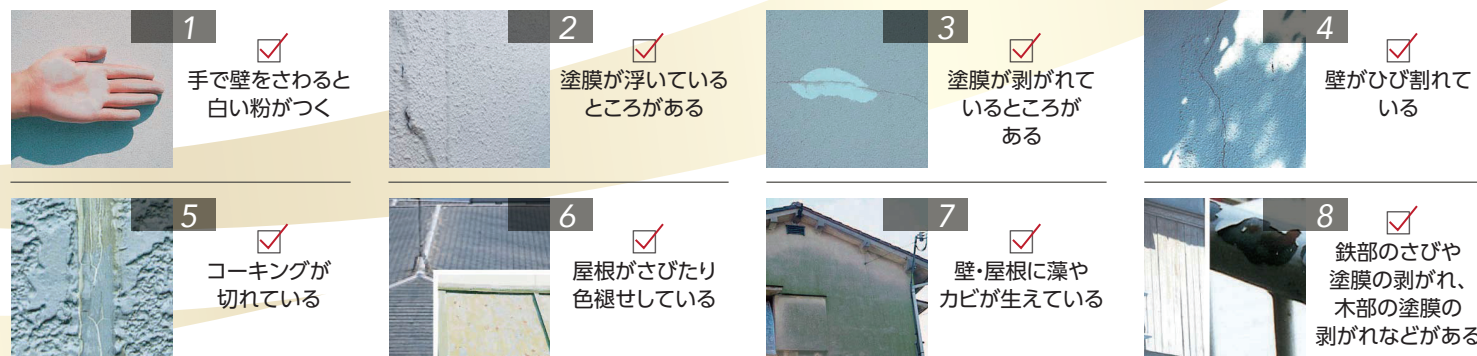 1
手で壁をさわると
白い粉がつく
2
塗膜が浮いている
ところがある
3
塗膜が剥がれて
いるところが
ある
4
壁がひび割れて
いる
5
コーキングが
切れている
6
屋根がさびたり
色褪せしている
7
壁・屋根に藻や
カビが生えている
8
鉄部のさびや
塗膜の剥がれ、
木部の塗膜の
剥がれなどがある